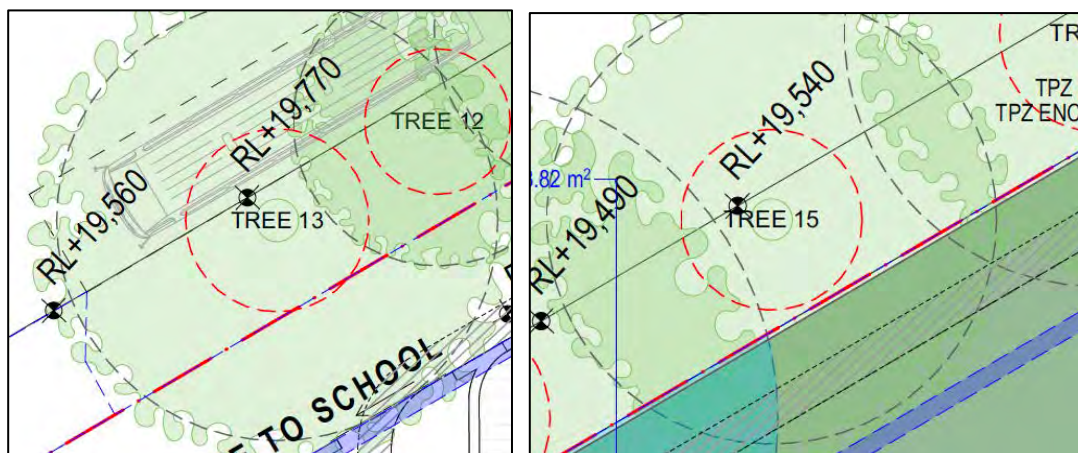 RL+19,770
TREE 12
RL+19,560
TREE 13
E TO SCHOOL
TR
TPZ
TPZ ENC
RL+19,540
.82 m²
TREE 15
RL+19,490